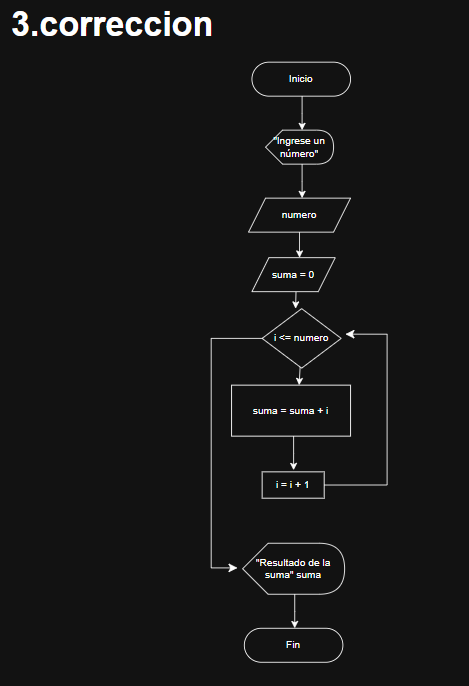 3.correccion
Inicio
"Ingrese un
número"
numero
suma = 0
i <= numero
suma = suma + i
i = i + 1
"Resultado de la
suma" suma
Fin